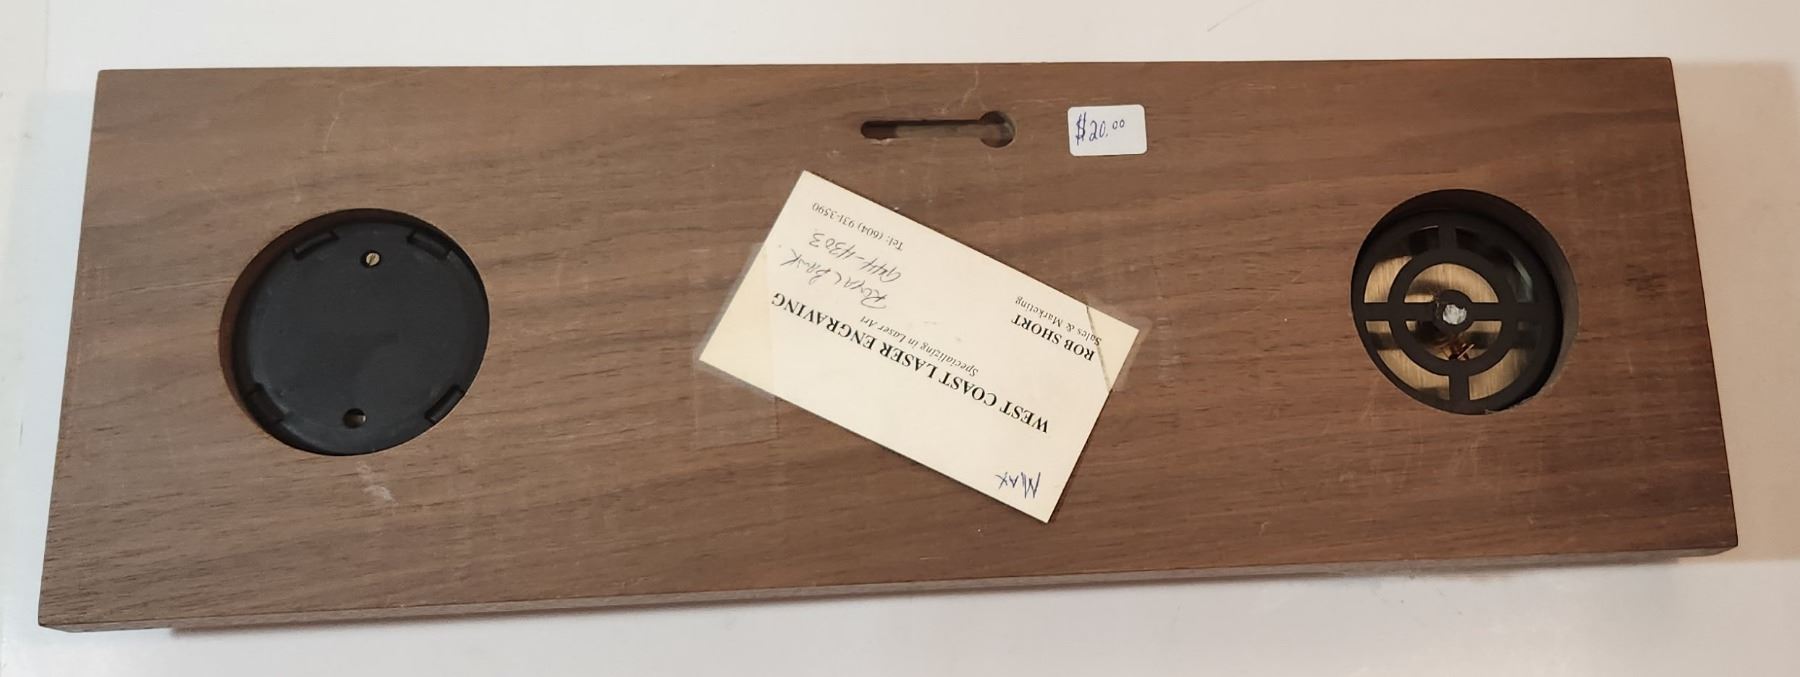 $20.00
Max
WEST COAST LASER ENGRAVING
Specializing in Laser Art
Royal Bank
944-4303
ROB SHORT
Sales & Marketing
Tel: (604) 931-3590